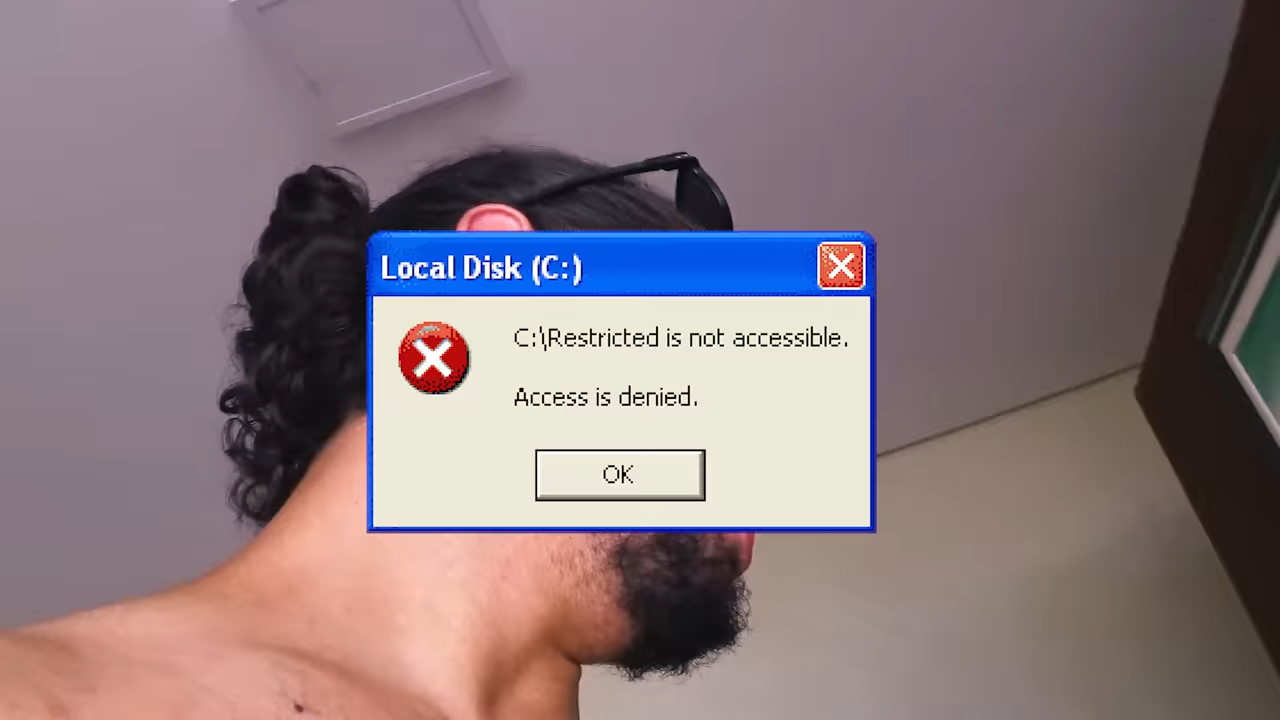 Local Disk (C:)
C:\Restricted is not accessible.
Access is denied.
OK